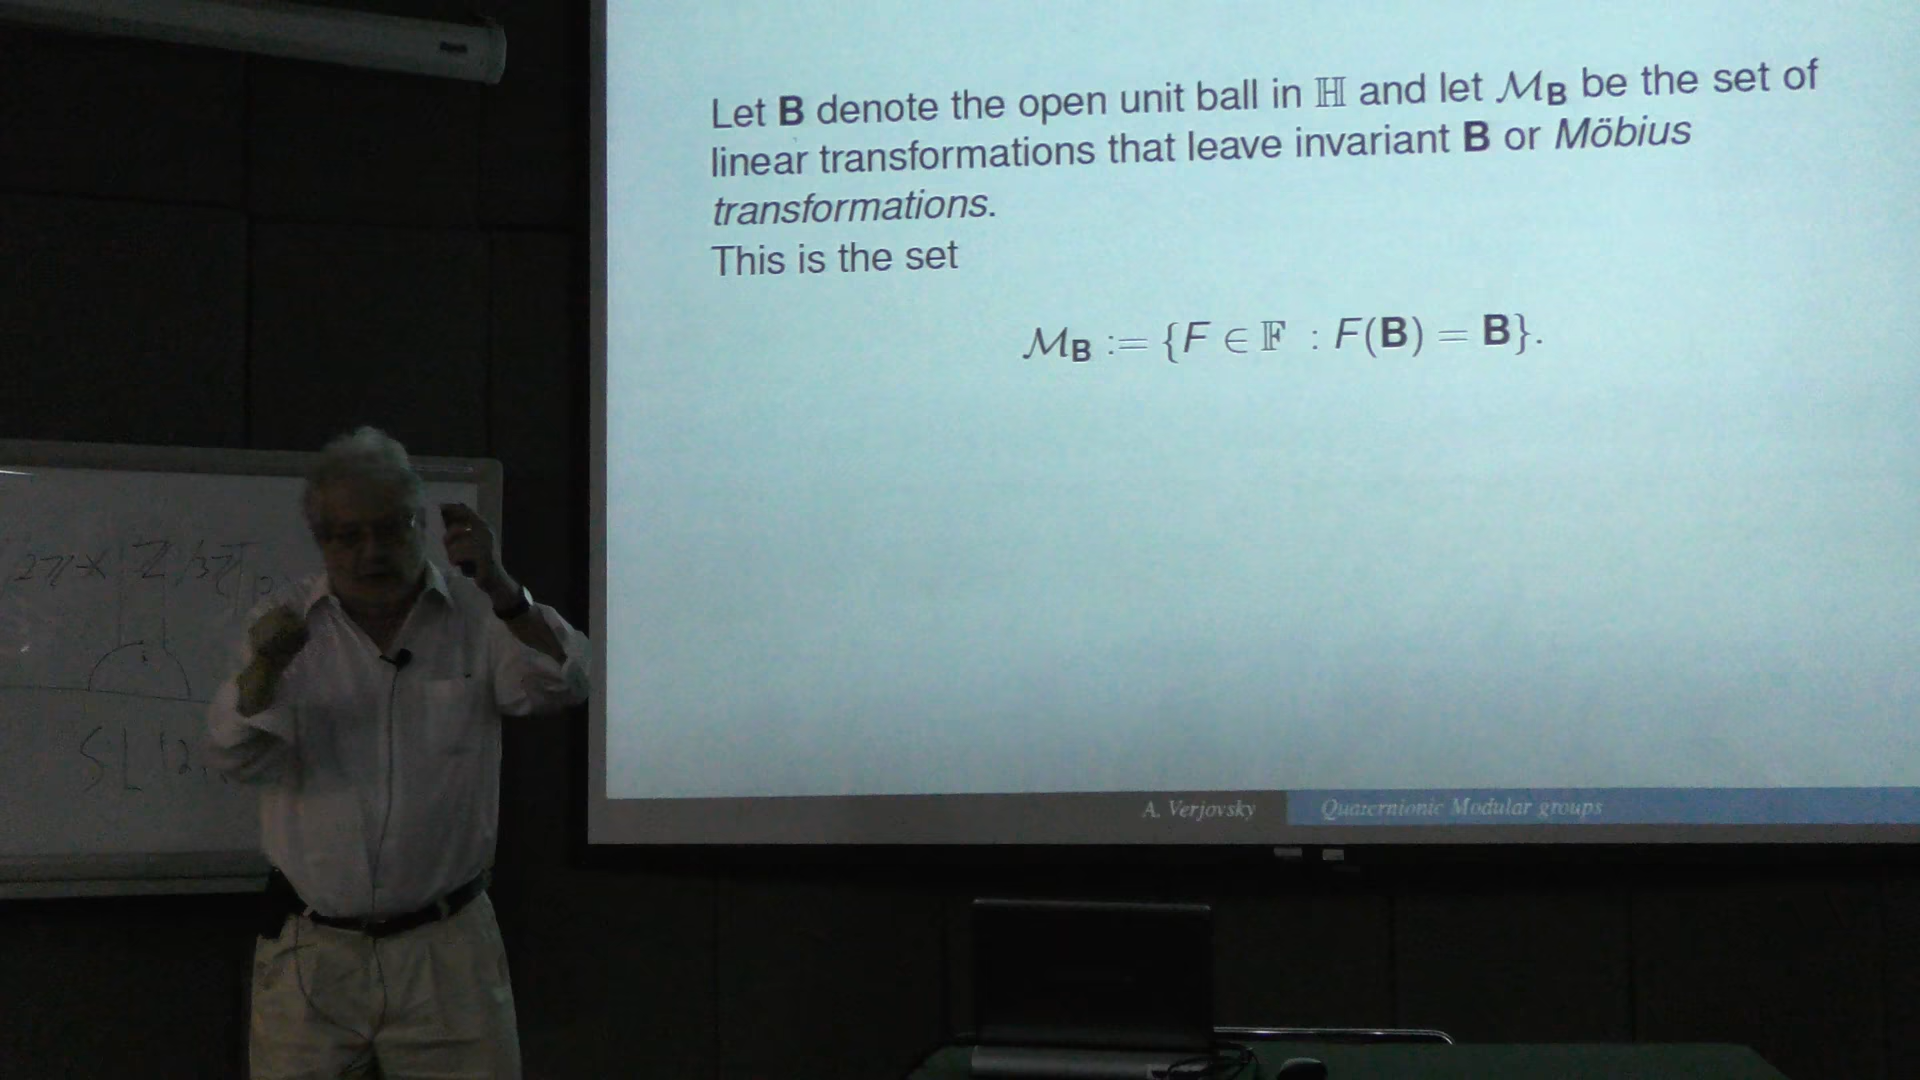 Let B denote the open unit ball in ℍ and let ℳ_B be the set of
linear transformations that leave invariant B or Möbius
transformations.
This is the set
ℳ_B := {F ∈ 𝔽 : F(B) = B}.
A. Verjovsky Quaternionic Modular groups
SL(2,